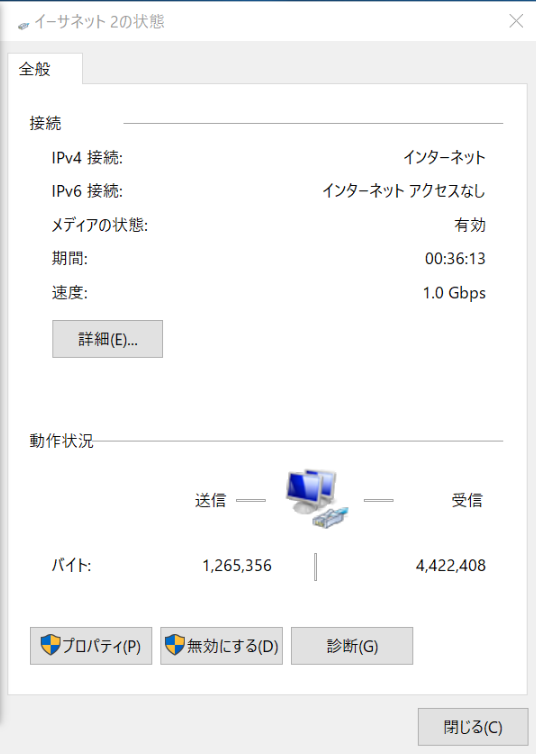 イーサネット 2の状態
全般
接続
IPv4 接続: インターネット
IPv6 接続: インターネット アクセスなし
メディアの状態: 有効
期間: 00:36:13
速度: 1.0 Gbps
詳細(E)...
動作状況
送信 受信
バイト: 1,265,356 4,422,408
プロパティ(P) 無効にする(D) 診断(G)
閉じる(C)